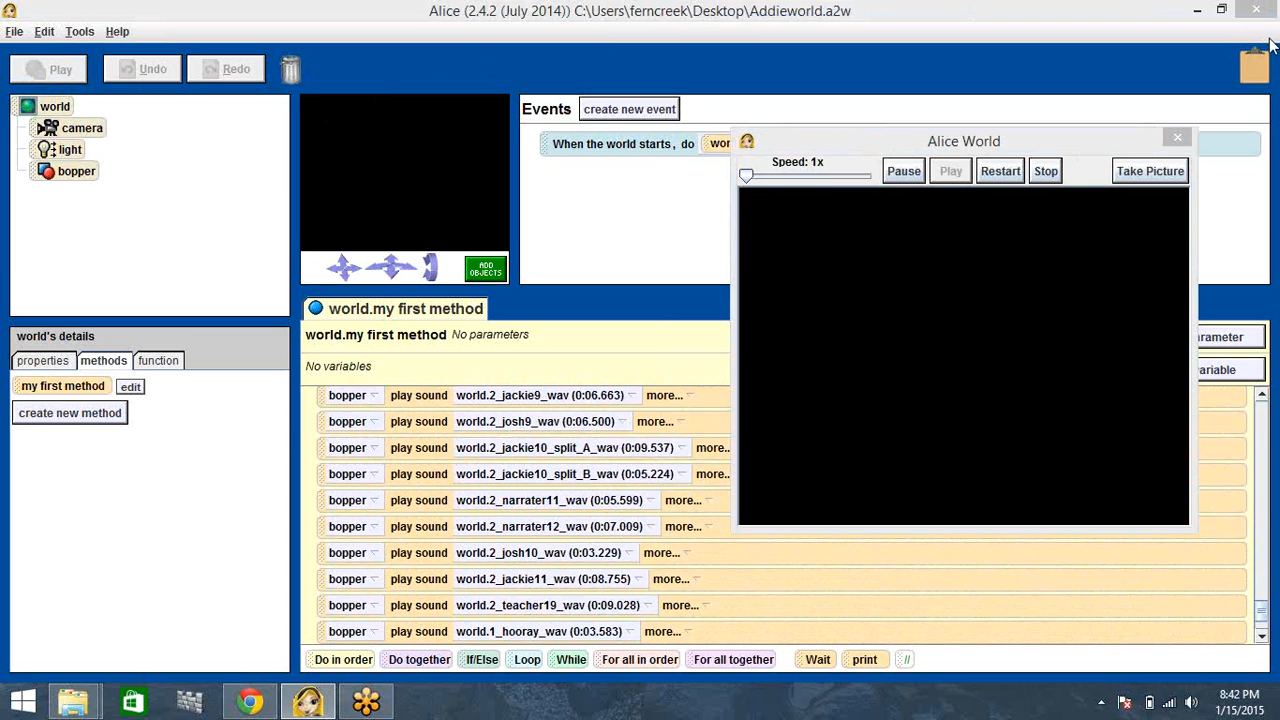 Alice (2.4.2 (July 2014)) C:\Users\ferncreek\Desktop\Addieworld.a2w
File Edit Tools Help
Play Undo Redo
world
camera
light
bopper
ADD OBJECTS
Events create new event
When the world starts, do wor
Alice World
Speed: 1x Pause Play Restart Stop Take Picture
world's details
properties methods function
my first method edit
create new method
world.my first method
world.my first method No parameters
arameter
No variables
ariable
bopper play sound world.2_jackie9_wav (0:06.663) more...
bopper play sound world.2_josh9_wav (0:06.500) more...
bopper play sound world.2_jackie10_split_A_wav (0:09.537) more...
bopper play sound world.2_jackie10_split_B_wav (0:05.224) more...
bopper play sound world.2_narrater11_wav (0:05.599) more...
bopper play sound world.2_narrater12_wav (0:07.009) more...
bopper play sound world.2_josh10_wav (0:03.229) more...
bopper play sound world.2_jackie11_wav (0:08.755) more...
bopper play sound world.2_teacher19_wav (0:09.028) more...
bopper play sound world.1_hooray_wav (0:03.583) more...
Do in order Do together If/Else Loop While For all in order For all together Wait print //
8:42 PM
1/15/2015